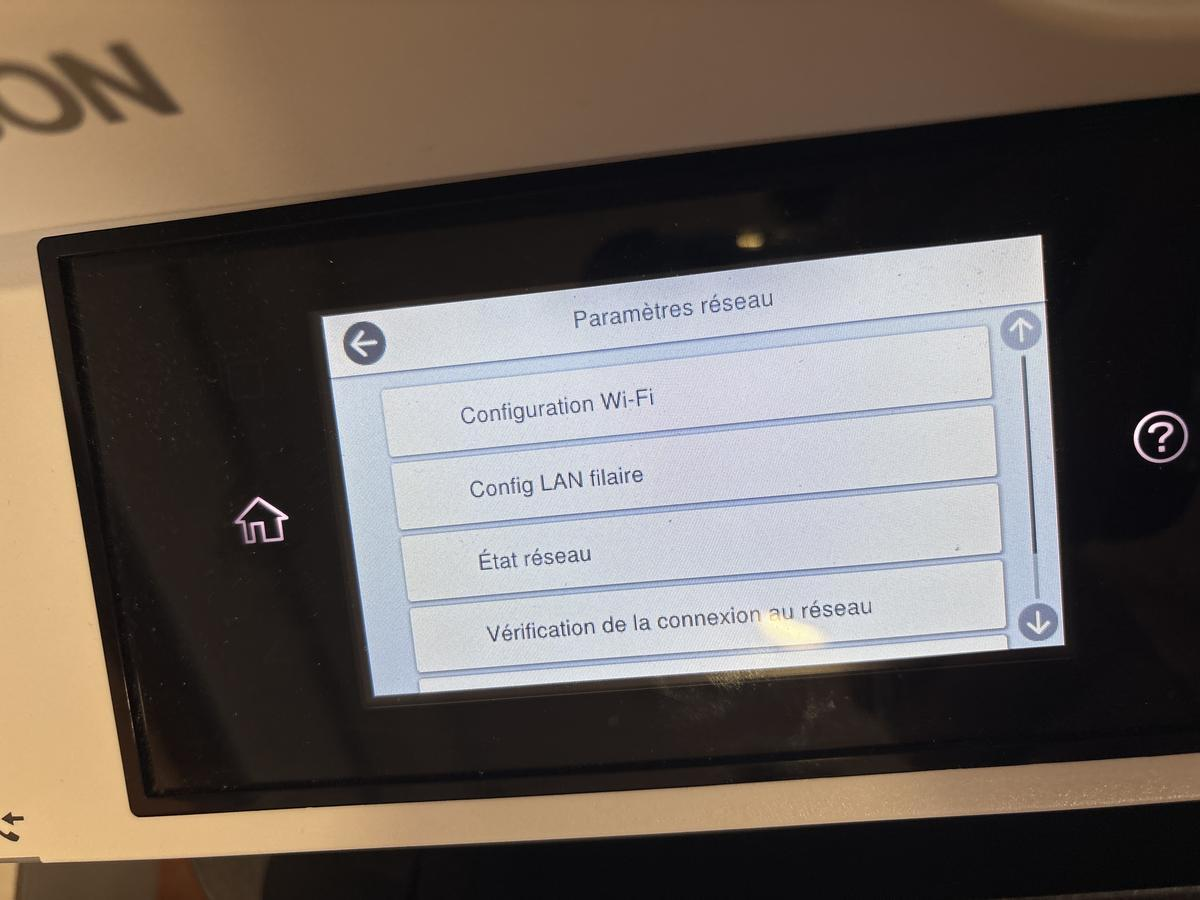 ON
Paramètres réseau
Configuration Wi-Fi
Config LAN filaire
État réseau
Vérification de la connexion au réseau
?